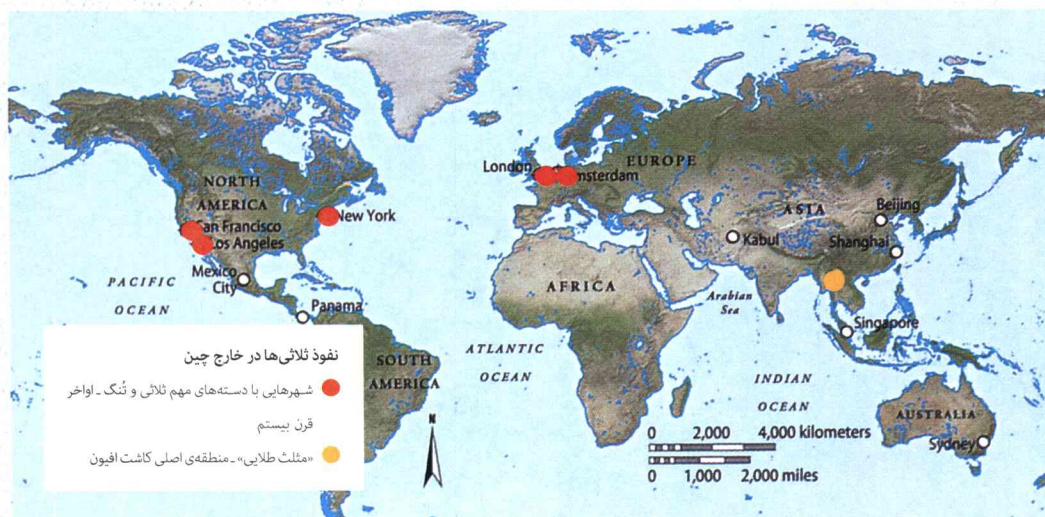 London
Amsterdam
EUROPE
NORTH
AMERICA
New York
San Francisco
Los Angeles
Mexico
City
PACIFIC
OCEAN
Panama
ASIA
Beijing
Kabul
Shanghai
AFRICA
Arabian
Sea
Singapore
ATLANTIC
OCEAN
SOUTH
AMERICA
INDIAN
OCEAN
AUSTRALIA
Sydney
N
0 2,000 4,000 kilometers
0 1,000 2,000 miles
نفوذ ثلاثی‌ها در خارج چین
شهرهایی با دسته‌های مهم ثلاثی و تُنگ ـ اواخر
قرن بیستم
«مثلث طلایی» ـ منطقه‌ی اصلی کاشت افیون